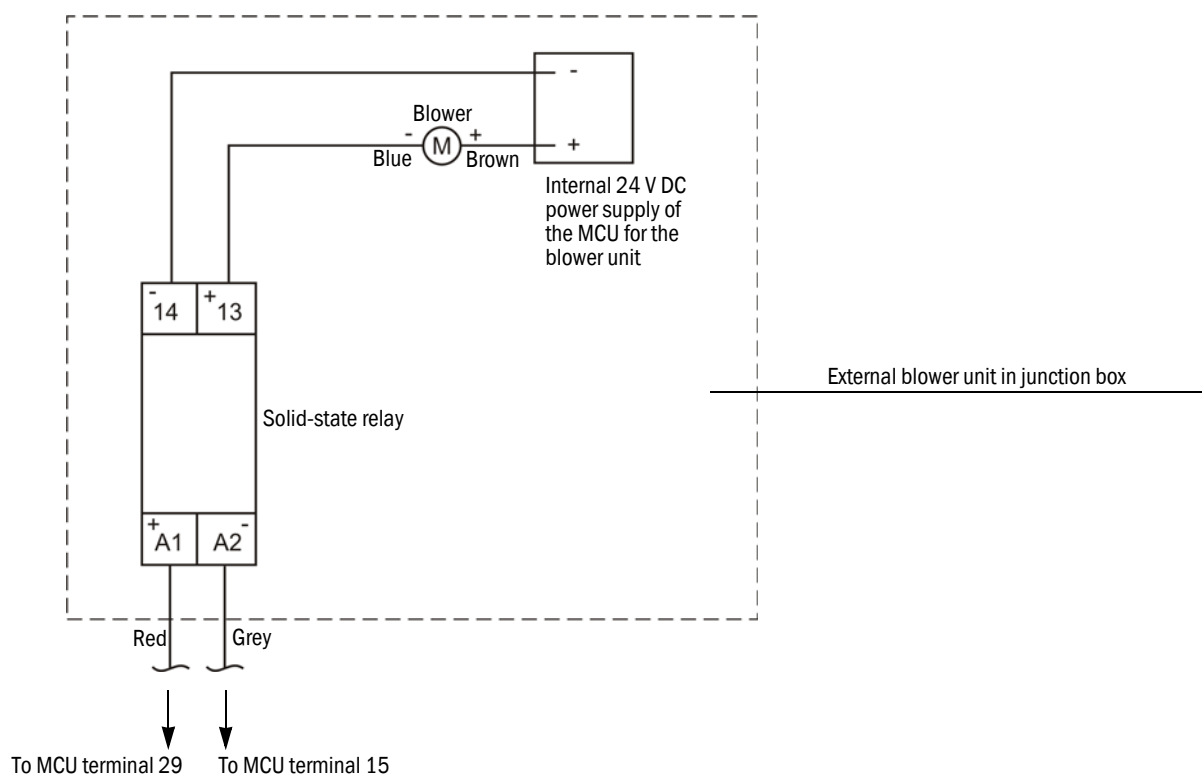 -
Blower
- +
M
+
Blue
Brown
Internal 24 V DC
power supply of
the MCU for the
blower unit
- +
14 13
External blower unit in junction box
Solid-state relay
+ -
A1 A2
Red Grey
To MCU terminal 29 To MCU terminal 15